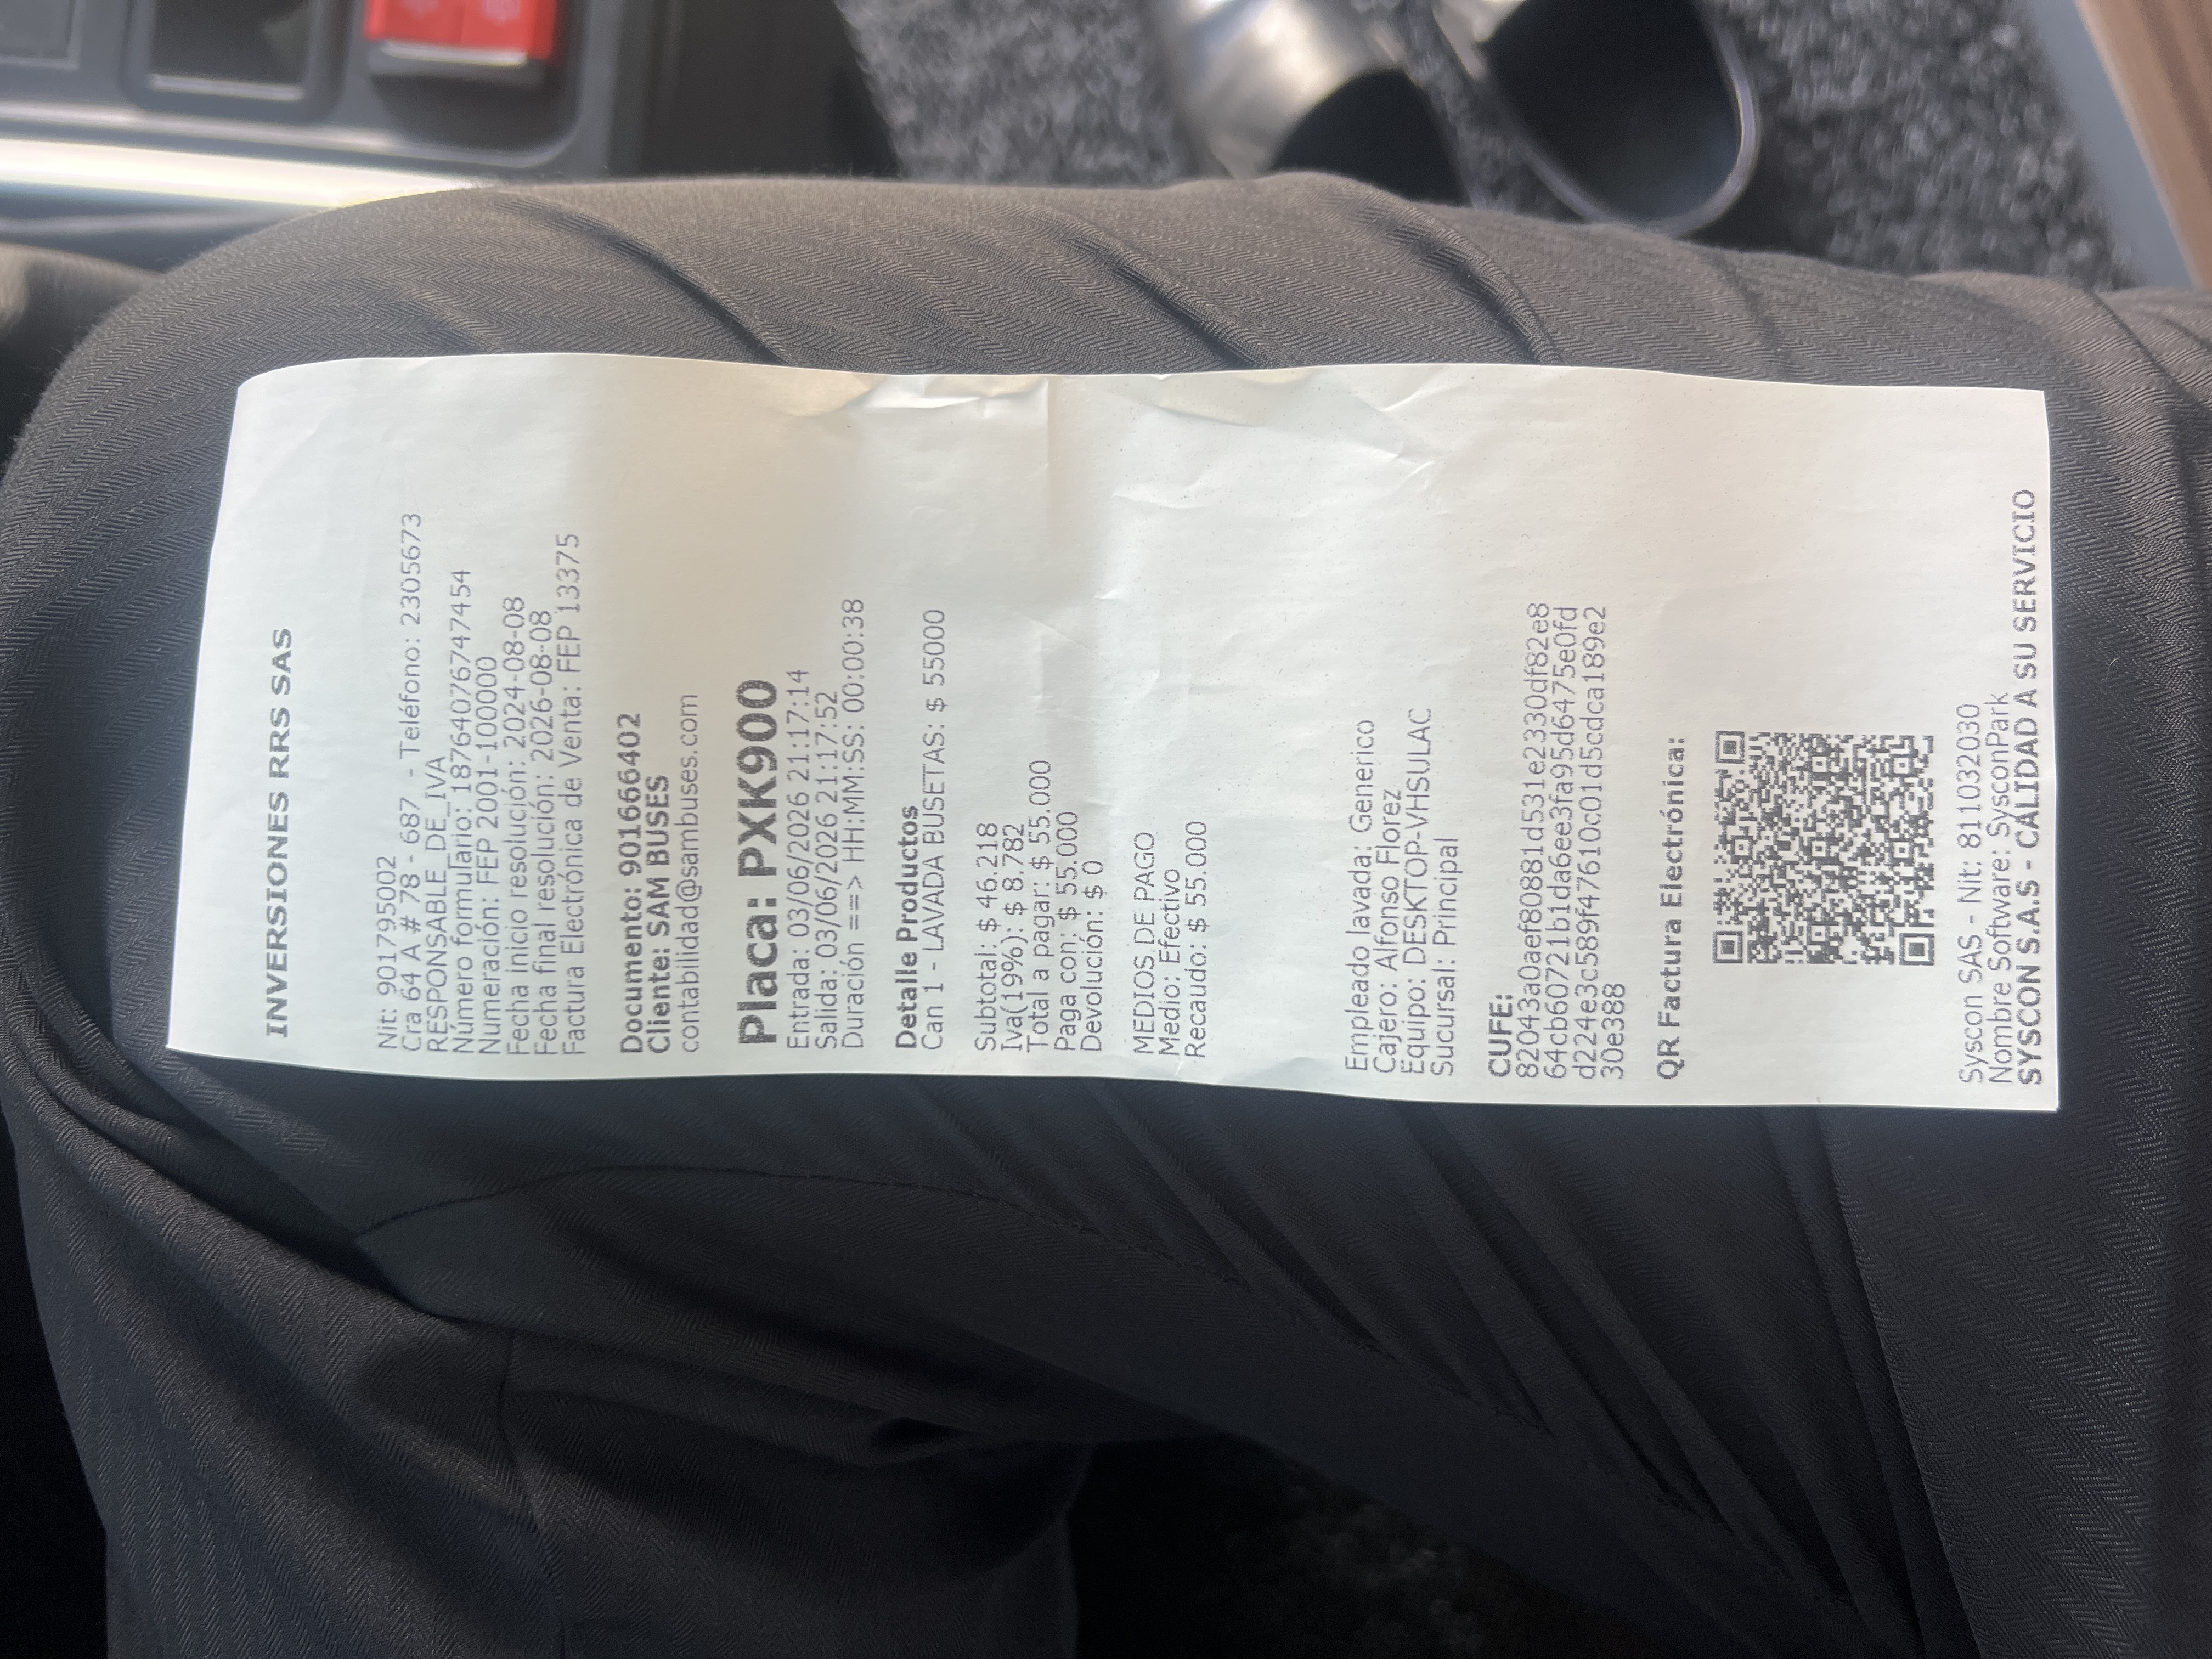 INVERSIONES RRS SAS
Nit: 901795002
Cra 64 A # 78 - 687 - Teléfono: 2305673
RESPONSABLE_DE_IVA
Número formulario: 18764076747454
Numeración: FEP 2001-100000
Fecha inicio resolución: 2024-08-08
Fecha final resolución: 2026-08-08
Factura Electrónica de Venta: FEP 13375
Documento: 901666402
Cliente: SAM BUSES
contabilidad@sambuses.com
Placa: PXK900
Entrada: 03/06/2026 21:17:14
Salida: 03/06/2026 21:17:52
Duración ==> HH:MM:SS: 00:00:38
Detalle Productos
Can 1 - LAVADA BUSETAS: $ 55000
Subtotal: $ 46.218
Iva(19%): $ 8.782
Total a pagar: $ 55.000
Paga con: $ 55.000
Devolución: $ 0
MEDIOS DE PAGO
Medio: Efectivo
Recaudo: $ 55.000
Empleado lavada: Generico
Cajero: Alfonso Florez
Equipo: DESKTOP-VHSULAC
Sucursal: Principal
CUFE:
82043a0aef80881d531e2330df82e8
64cb60721b1da6ee3fa95d6475e0fd
d224e3c589f47610c01d5cdca189e2
30e388
QR Factura Electrónica:
Syscon SAS - Nit: 811032030
Nombre Software: SysconPark
SYSCON S.A.S - CALIDAD A SU SERVICIO